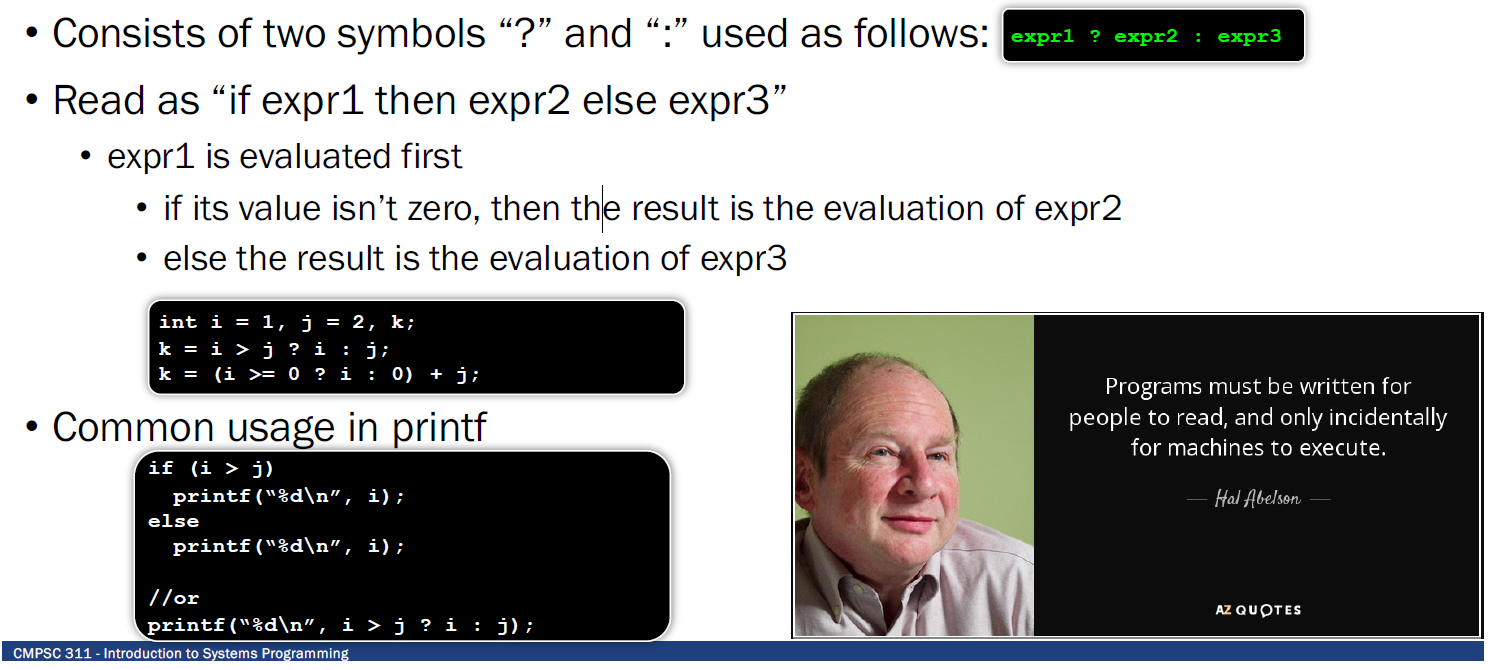 • Consists of two symbols “?” and “:” used as follows: expr1 ? expr2 : expr3
• Read as “if expr1 then expr2 else expr3”
• expr1 is evaluated first
• if its value isn’t zero, then the result is the evaluation of expr2
• else the result is the evaluation of expr3
int i = 1, j = 2, k;
k = i > j ? i : j;
k = (i >= 0 ? i : 0) + j;
• Common usage in printf
if (i > j)
  printf(“%d\n”, i);
else
  printf(“%d\n”, i);
//or
printf(“%d\n”, i > j ? i : j);
Programs must be written for
people to read, and only incidentally
for machines to execute.
— Hal Abelson —
AZ QUOTES
CMPSC 311 - Introduction to Systems Programming